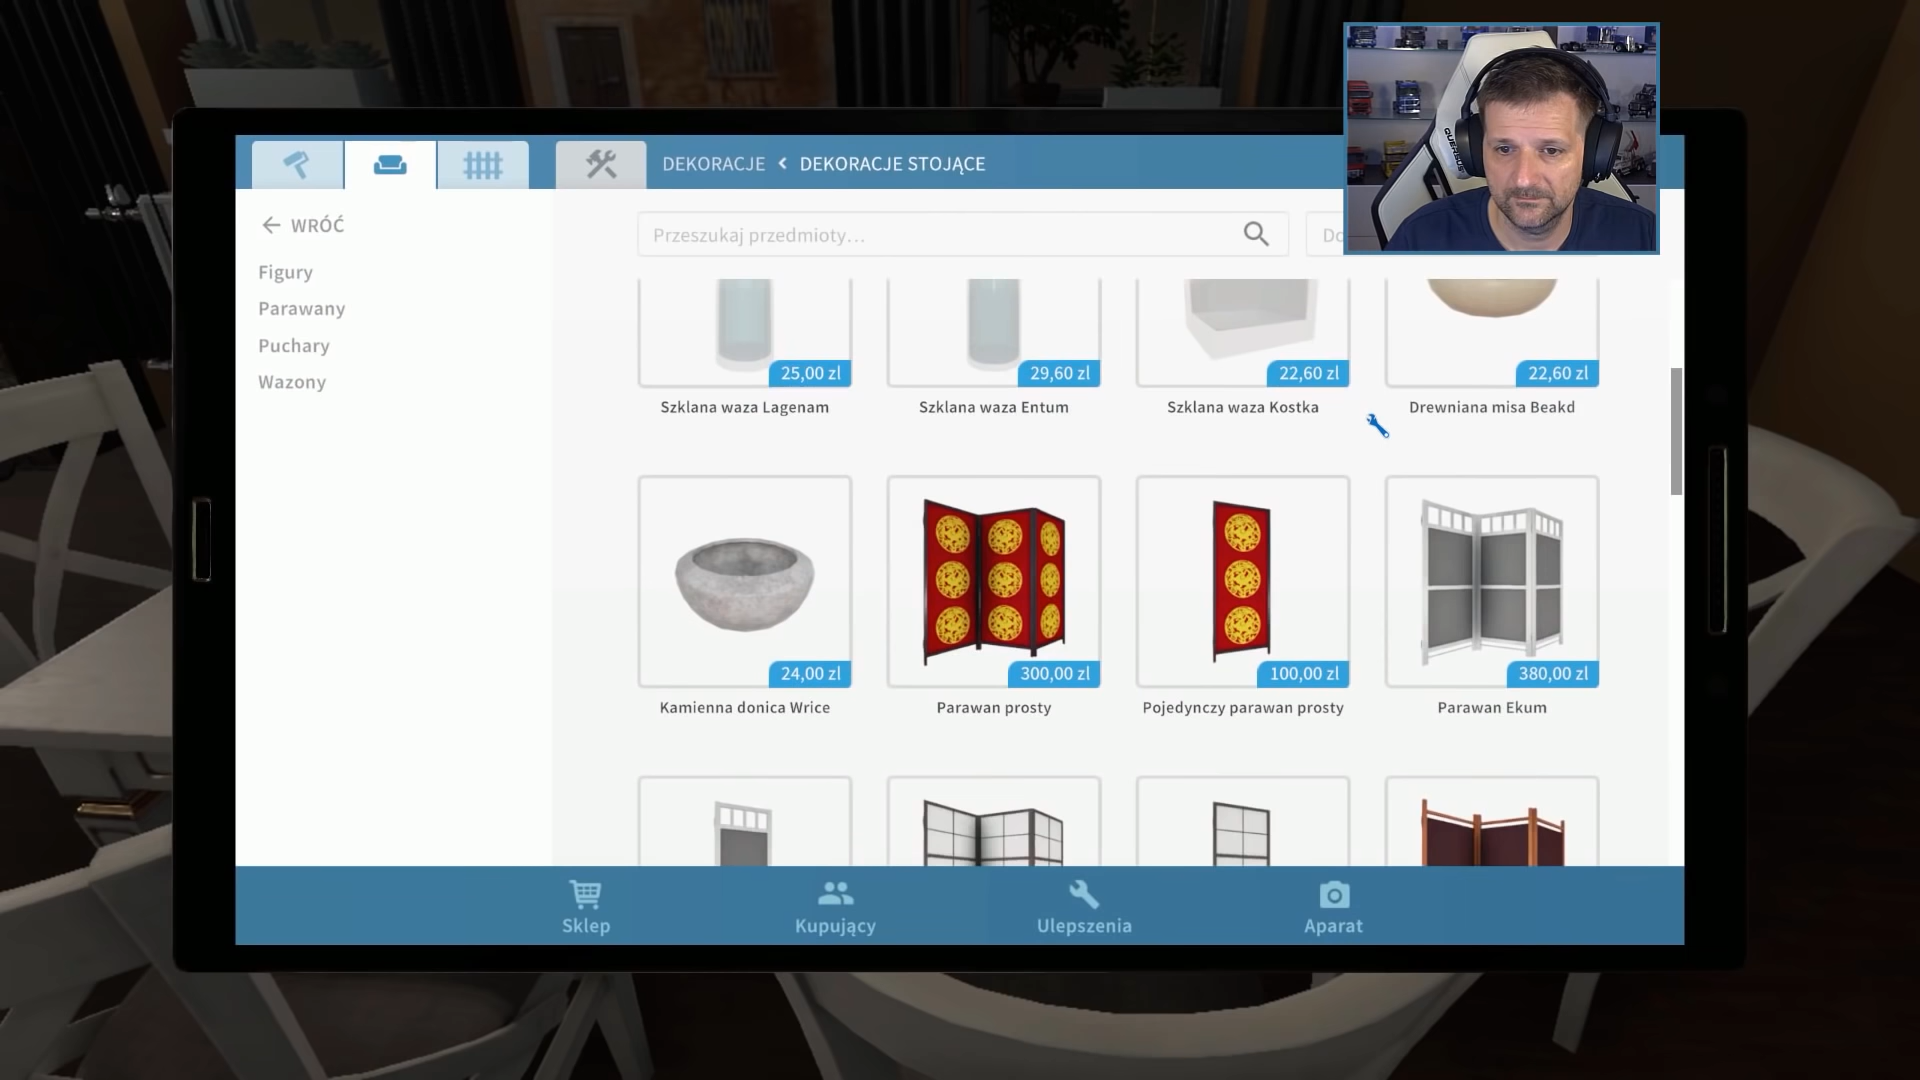 DEKORACJE < DEKORACJE STOJĄCE
WRÓĆ
Figury
Parawany
Puchary
Wazony
Przeszukaj przedmioty...
25,00 zl
29,60 zl
22,60 zl
22,60 zl
Szklana waza Lagenam
Szklana waza Entum
Szklana waza Kostka
Drewniana misa Beakd
24,00 zl
300,00 zl
100,00 zl
380,00 zl
Kamienna donica Wrice
Parawan prosty
Pojedynczy parawan prosty
Parawan Ekum
Sklep
Kupujący
Ulepszenia
Aparat